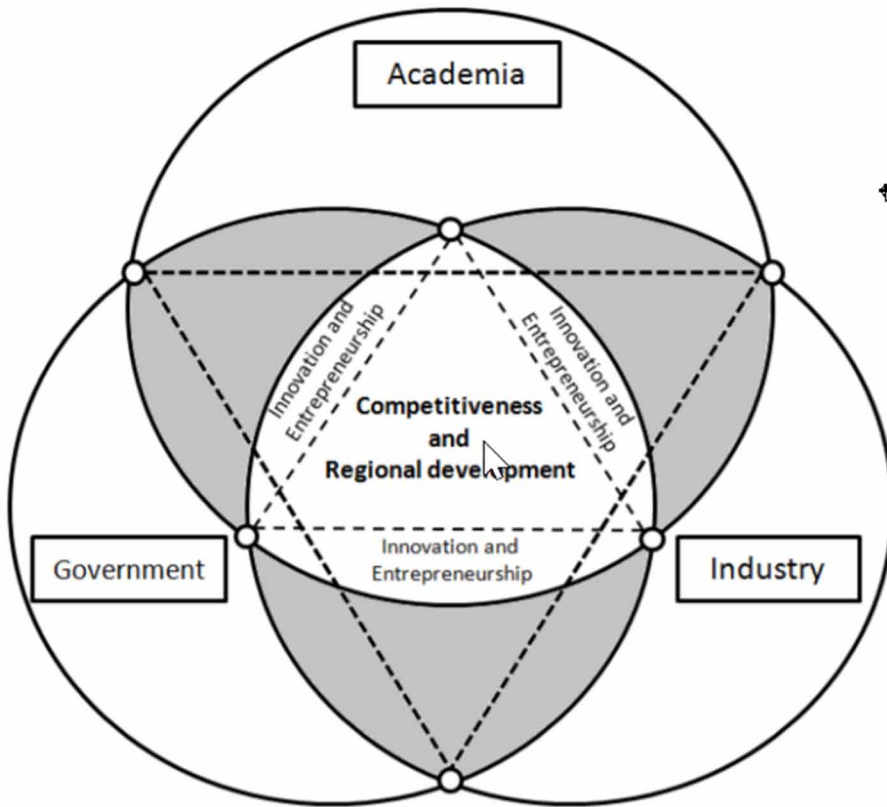 Academia
Innovation and
Entrepreneurship
Innovation and
Entrepreneurship
Competitiveness
and
Regional development
Government
Innovation and
Entrepreneurship
Industry